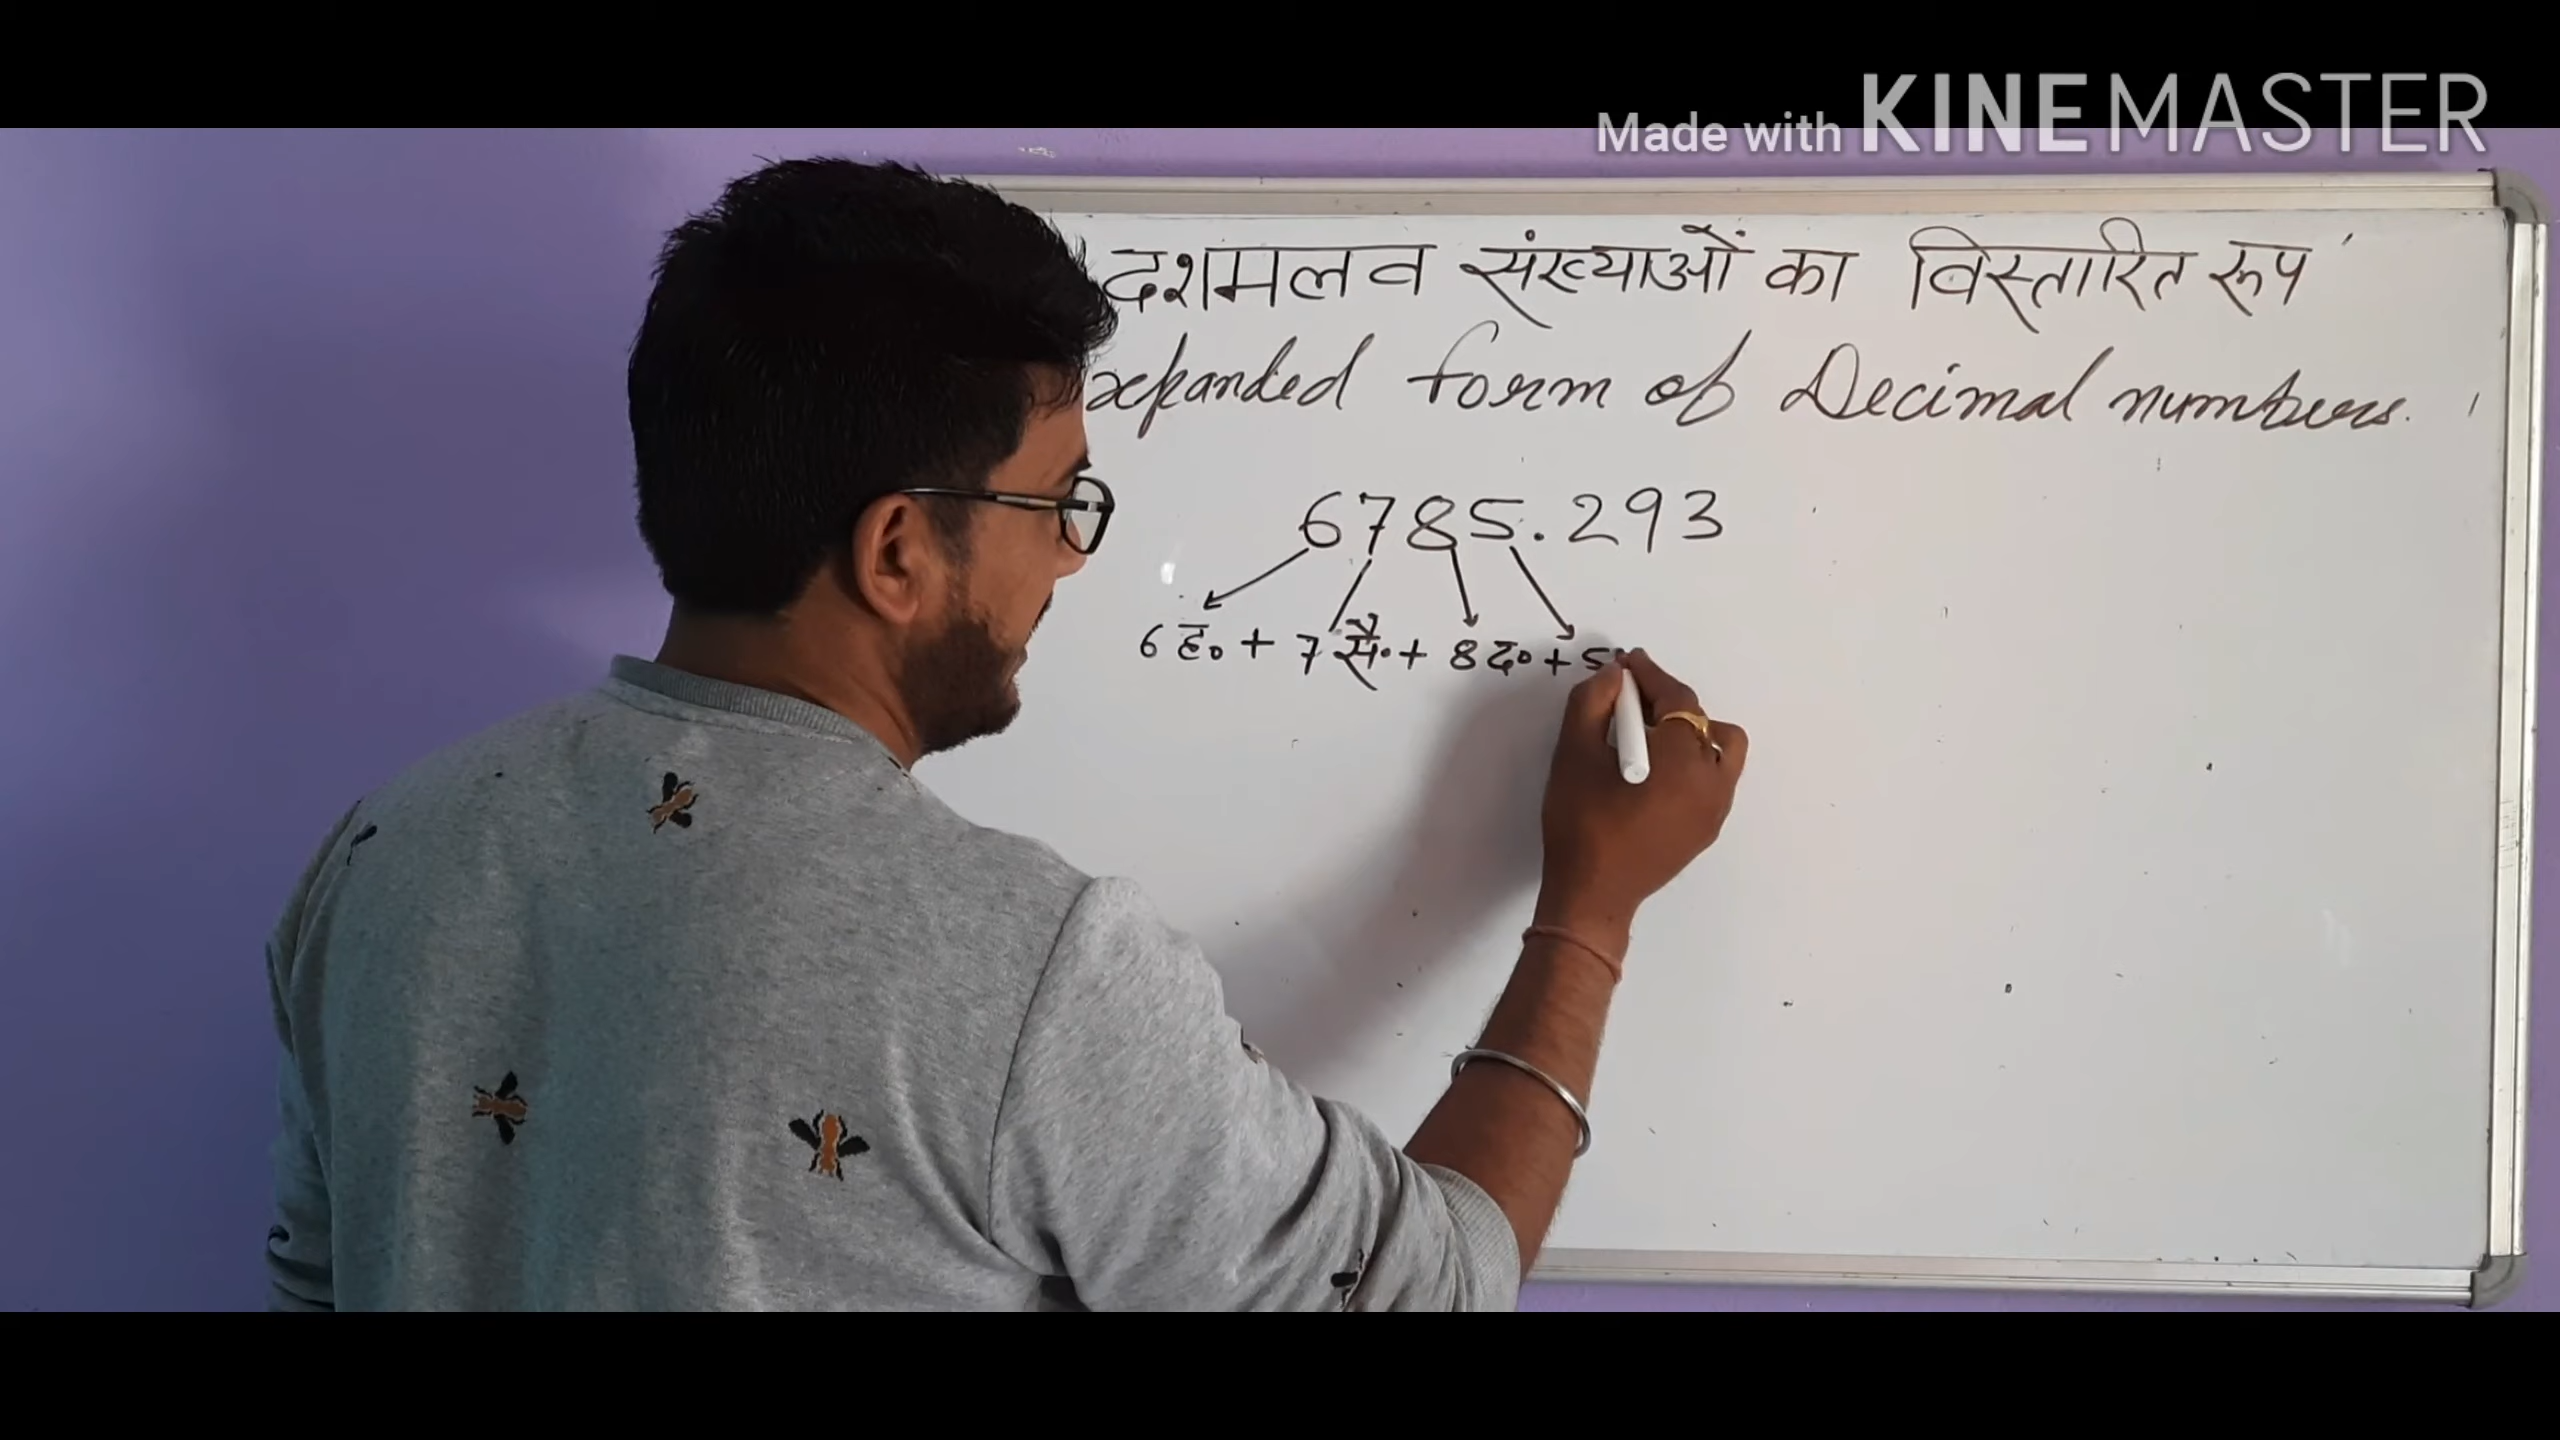 Made with KINEMASTER
दशमलव संख्याओं का विस्तारित रूप
xpanded form of Decimal numbers.
6785.293
6 ह० + 7 सै० + 8 द० + 5